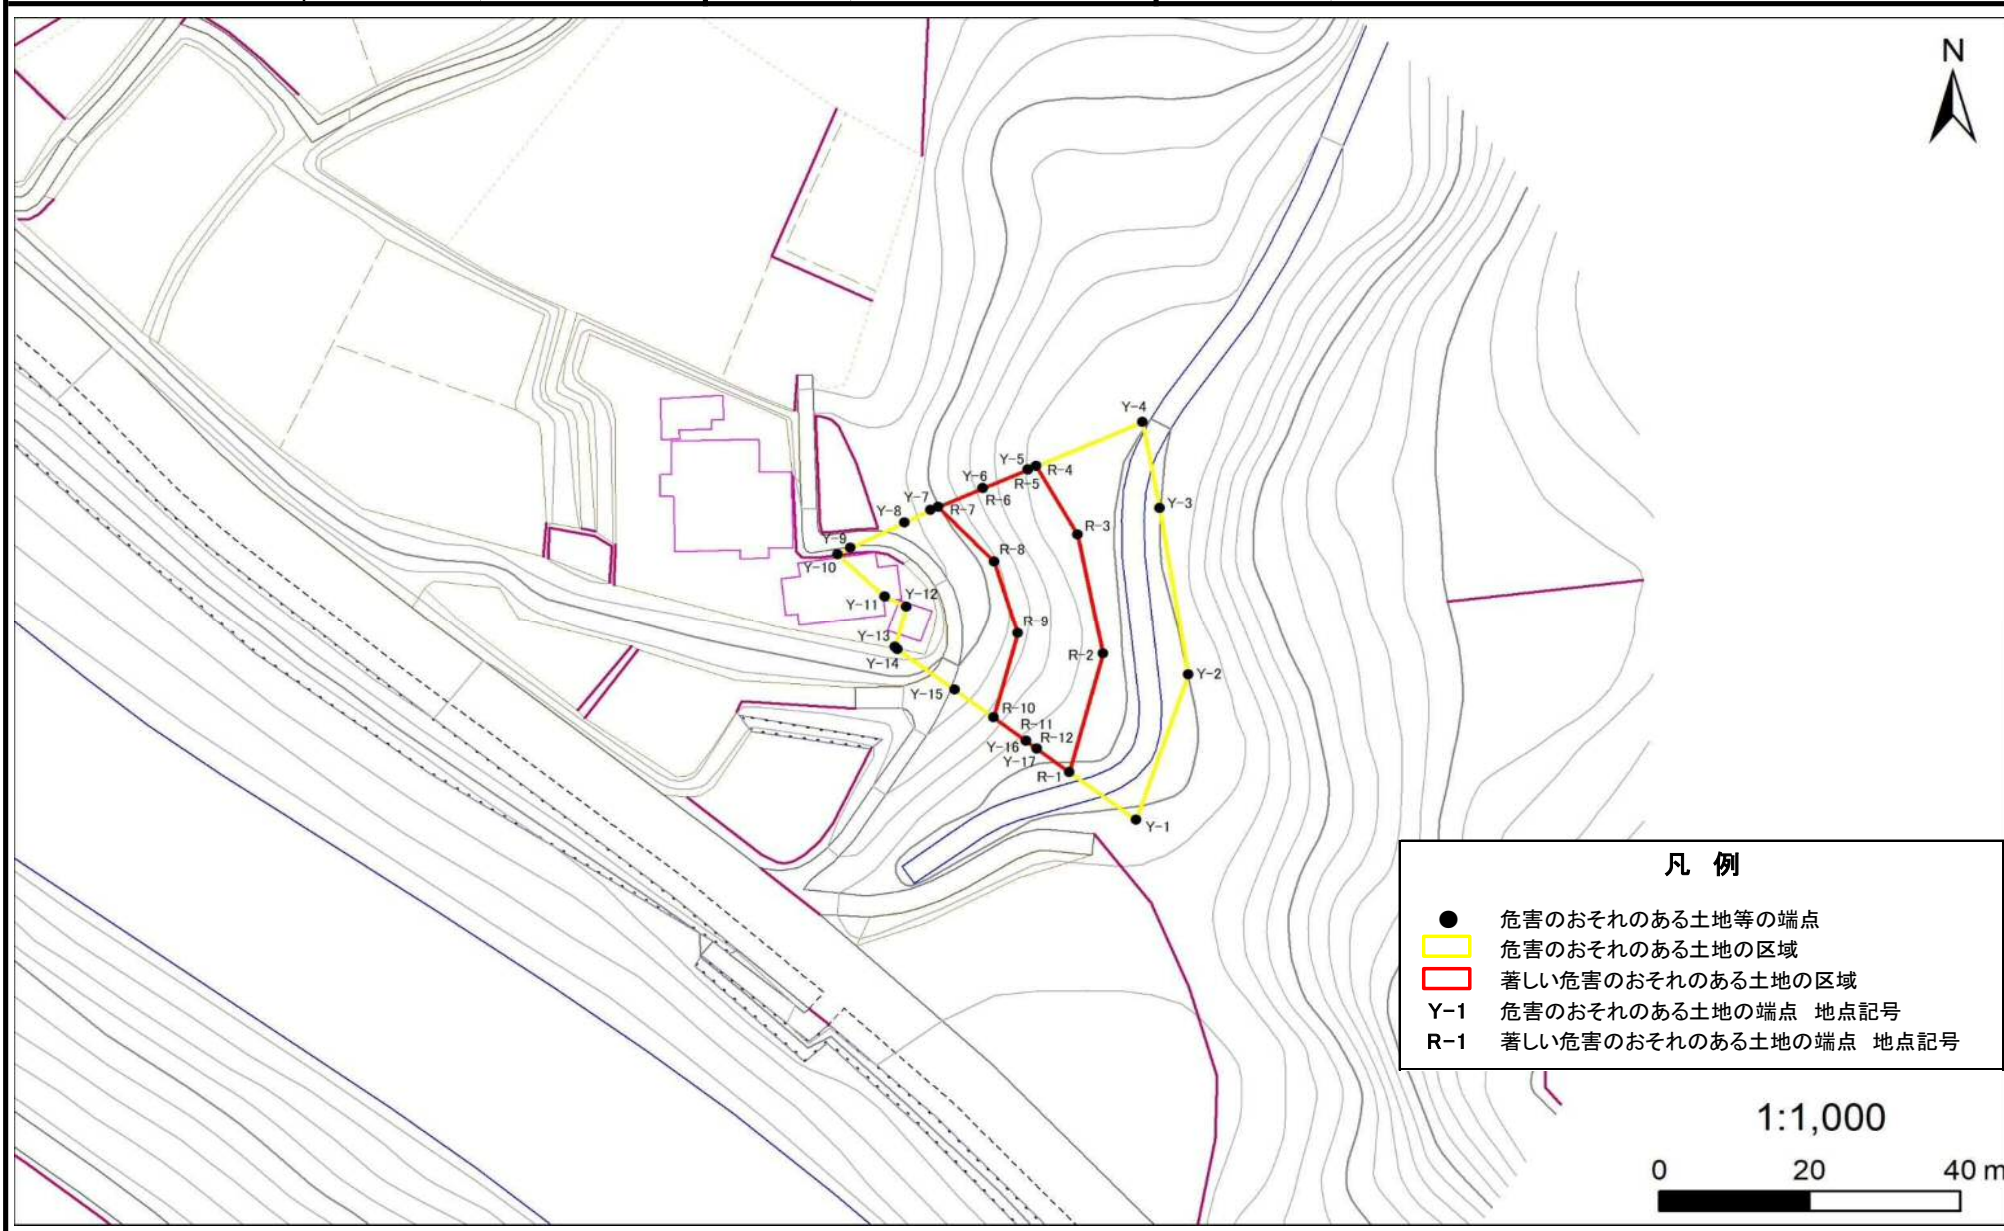 N
Y-4
Y-5
R-4
R-5
Y-6
R-6
Y-7
R-7
Y-3
Y-8
R-3
Y-9
R-8
Y-10
Y-11
Y-12
R-9
Y-13
R-2
Y-14
Y-2
Y-15
R-10
R-11
R-12
Y-16
Y-17
R-1
Y-1
凡 例
危害のおそれのある土地等の端点
危害のおそれのある土地の区域
著しい危害のおそれのある土地の区域
Y-1 危害のおそれのある土地の端点 地点記号
R-1 著しい危害のおそれのある土地の端点 地点記号
1:1,000
0 20 40 m